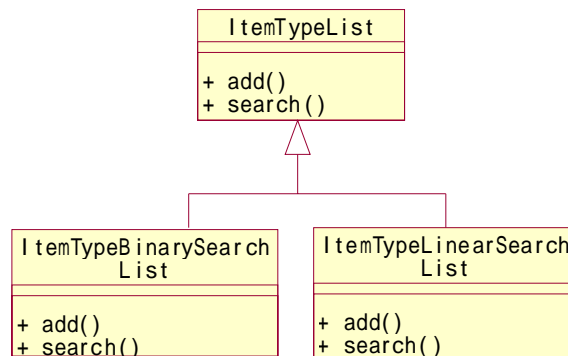 ItemTypeList
+ add()
+ search()
ItemTypeBinarySearch
List
+ add()
+ search()
ItemTypeLinearSearch
List
+ add()
+ search()